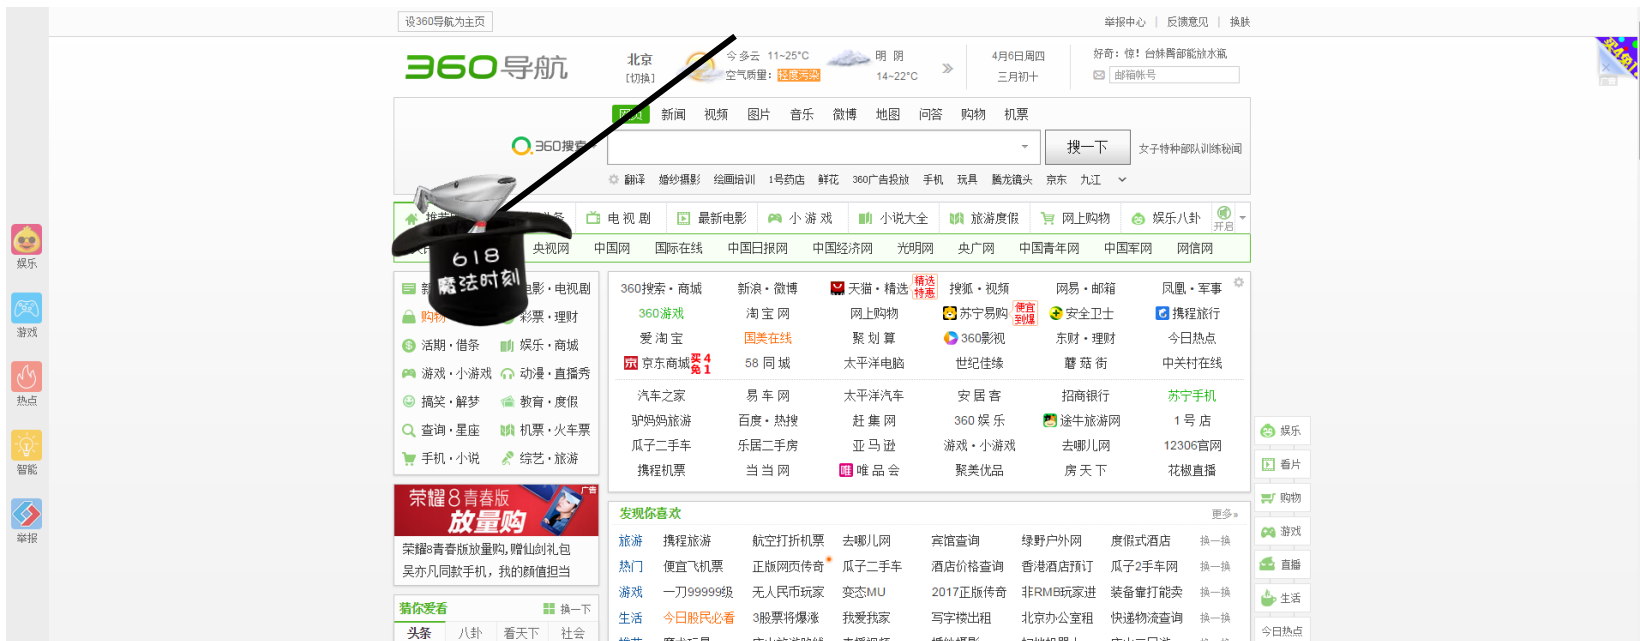 设360导航为主页
举报中心 | 反馈意见 | 换肤
360导航
北京
[切换]
今 多云 11~25°C
空气质量：轻度污染
明 阴
14~22°C
4月6日周四
三月初十
好奇：惊！台妹臀部能放水瓶
邮箱帐号
新闻 视频 图片 音乐 微博 地图 问答 购物 机票
360搜索
搜一下
女子特种部队训练秘闻
翻译 婚纱摄影 绘画培训 1号药店 鲜花 360广告投放 手机 玩具 腾龙镜头 京东 九江
电 视 剧 最新电影 小 游 戏 小说大全 旅游度假 网上购物 娱乐八卦 开启
央视网 中国网 国际在线 中国日报网 中国经济网 光明网 央广网 中国青年网 中国军网 网信网
618
魔法时刻
电影·电视剧
购物 彩票·理财
活期·借条 娱乐·商城
游戏·小游戏 动漫·直播秀
搞笑·解梦 教育·度假
查询·星座 机票·火车票
手机·小说 综艺·旅游
360搜索·商城 新浪·微博 天猫·精选 精选特惠 搜狐·视频 网易·邮箱 凤凰·军事
360游戏 淘 宝 网 网上购物 苏宁易购 便宜到爆 安全卫士 携程旅行
爱 淘 宝 国美在线 聚 划 算 360影视 东财·理财 今日热点
京 京东商城 买4免1 58 同 城 太平洋电脑 世纪佳缘 蘑 菇 街 中关村在线
汽车之家 易 车 网 太平洋汽车 安 居 客 招商银行 苏宁手机
驴妈妈旅游 百度·热搜 赶 集 网 360 娱 乐 途牛旅游网 1 号 店
瓜子二手车 乐居二手房 亚 马 逊 游戏·小游戏 去哪儿网 12306官网
携程机票 当 当 网 唯 唯 品 会 聚美优品 房 天 下 花椒直播
荣耀8青春版
放量购
广告
荣耀8青春版放量购,赠仙剑礼包
吴亦凡同款手机，我的颜值担当
猜你爱看 换一下
头条 八卦 看天下 社会
发现你喜欢 更多»
旅游 携程旅游 航空打折机票 去哪儿网 宾馆查询 绿野户外网 度假式酒店 换一换
热门 便宜飞机票 正版网页传奇 瓜子二手车 酒店价格查询 香港酒店预订 瓜子2手车网 换一换
游戏 一刀99999级 无人民币玩家 变态MU 2017正版传奇 非RMB玩家进 装备靠打能卖 换一换
生活 今日股民必看 3股票将爆涨 我爱我家 写字楼出租 北京办公室租 快递物流查询 换一换
娱乐
游戏
热点
智能
举报
娱乐
看片
购物
游戏
直播
生活
今日热点